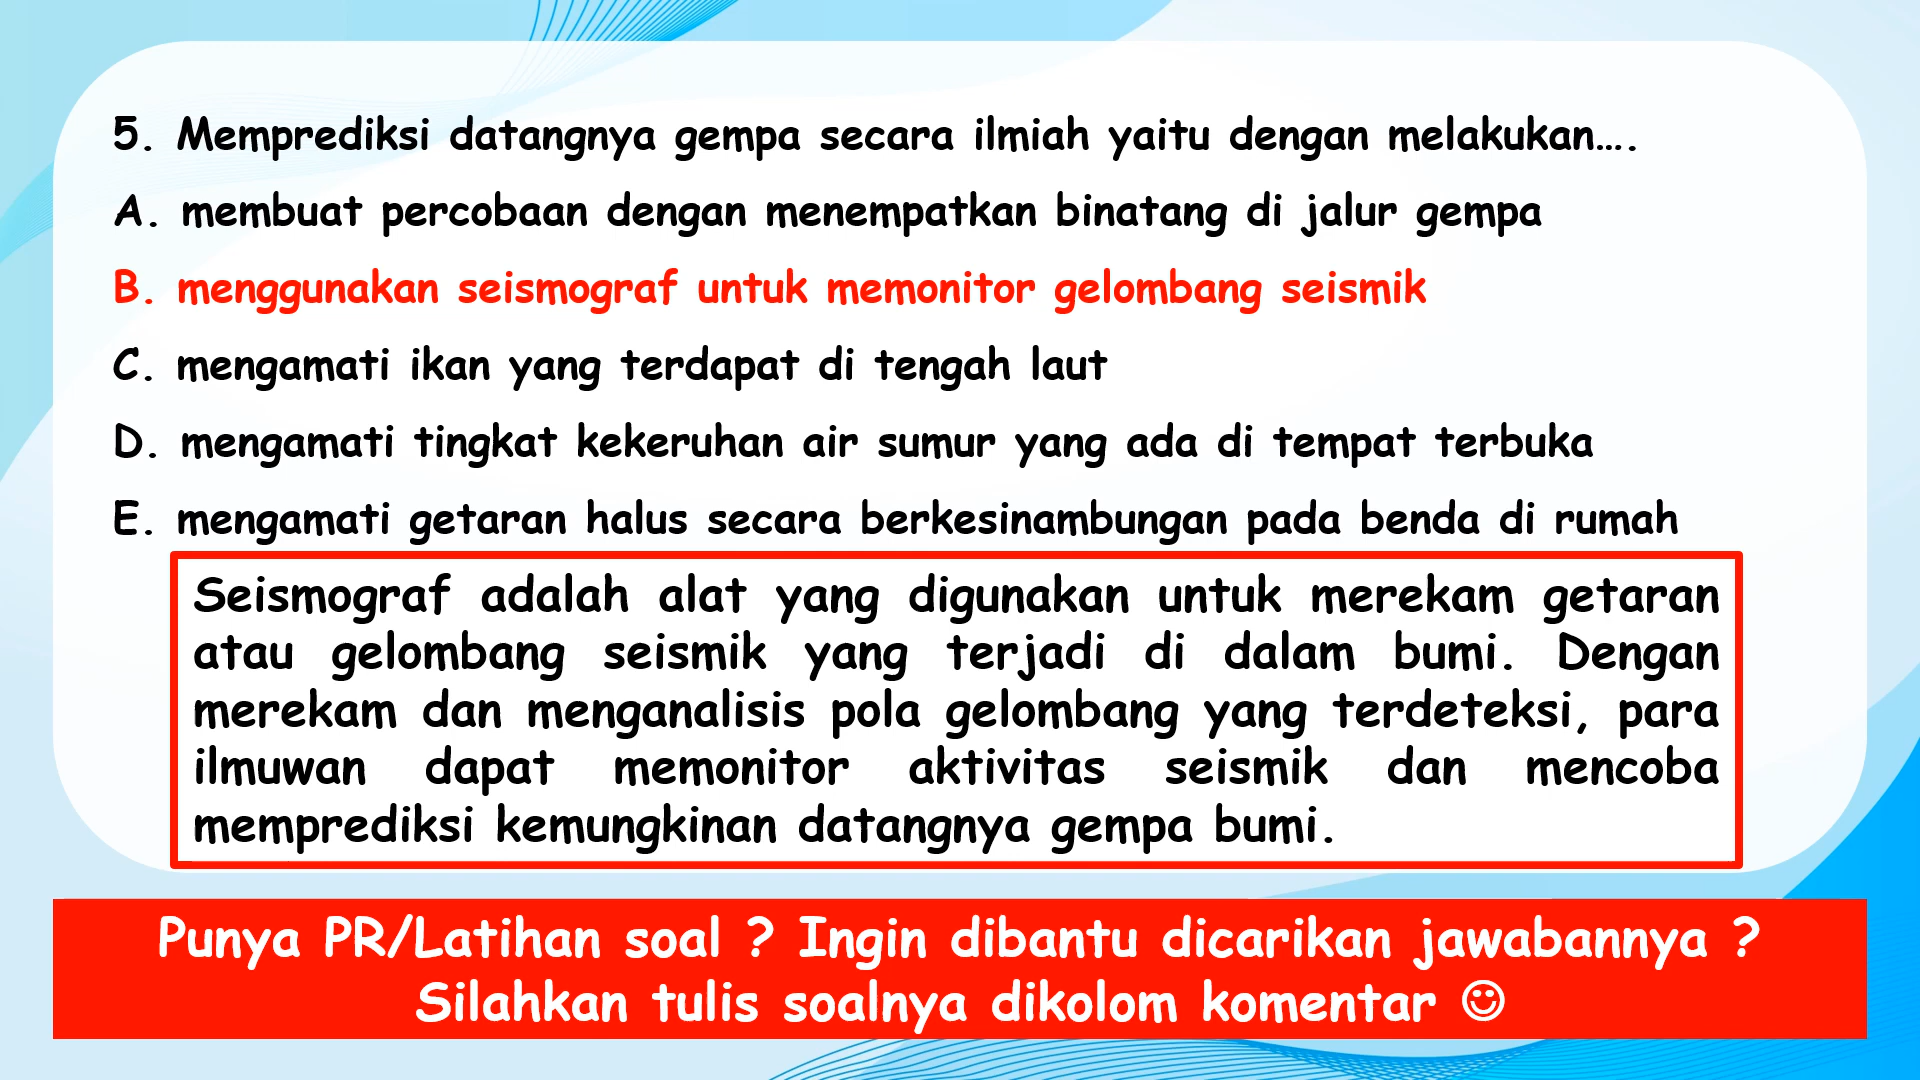 5. Memprediksi datangnya gempa secara ilmiah yaitu dengan melakukan....
A. membuat percobaan dengan menempatkan binatang di jalur gempa
B. menggunakan seismograf untuk memonitor gelombang seismik
C. mengamati ikan yang terdapat di tengah laut
D. mengamati tingkat kekeruhan air sumur yang ada di tempat terbuka
E. mengamati getaran halus secara berkesinambungan pada benda di rumah
Seismograf adalah alat yang digunakan untuk merekam getaran
atau gelombang seismik yang terjadi di dalam bumi. Dengan
merekam dan menganalisis pola gelombang yang terdeteksi, para
ilmuwan dapat memonitor aktivitas seismik dan mencoba
memprediksi kemungkinan datangnya gempa bumi.
Punya PR/Latihan soal ? Ingin dibantu dicarikan jawabannya ?
Silahkan tulis soalnya dikolom komentar ☺